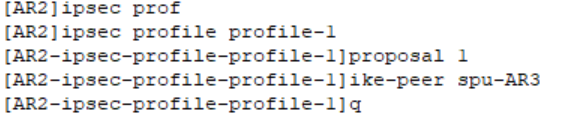 [AR2]ipsec prof
[AR2]ipsec profile profile-1
[AR2-ipsec-profile-profile-1]proposal 1
[AR2-ipsec-profile-profile-1]ike-peer spu-AR3
[AR2-ipsec-profile-profile-1]q